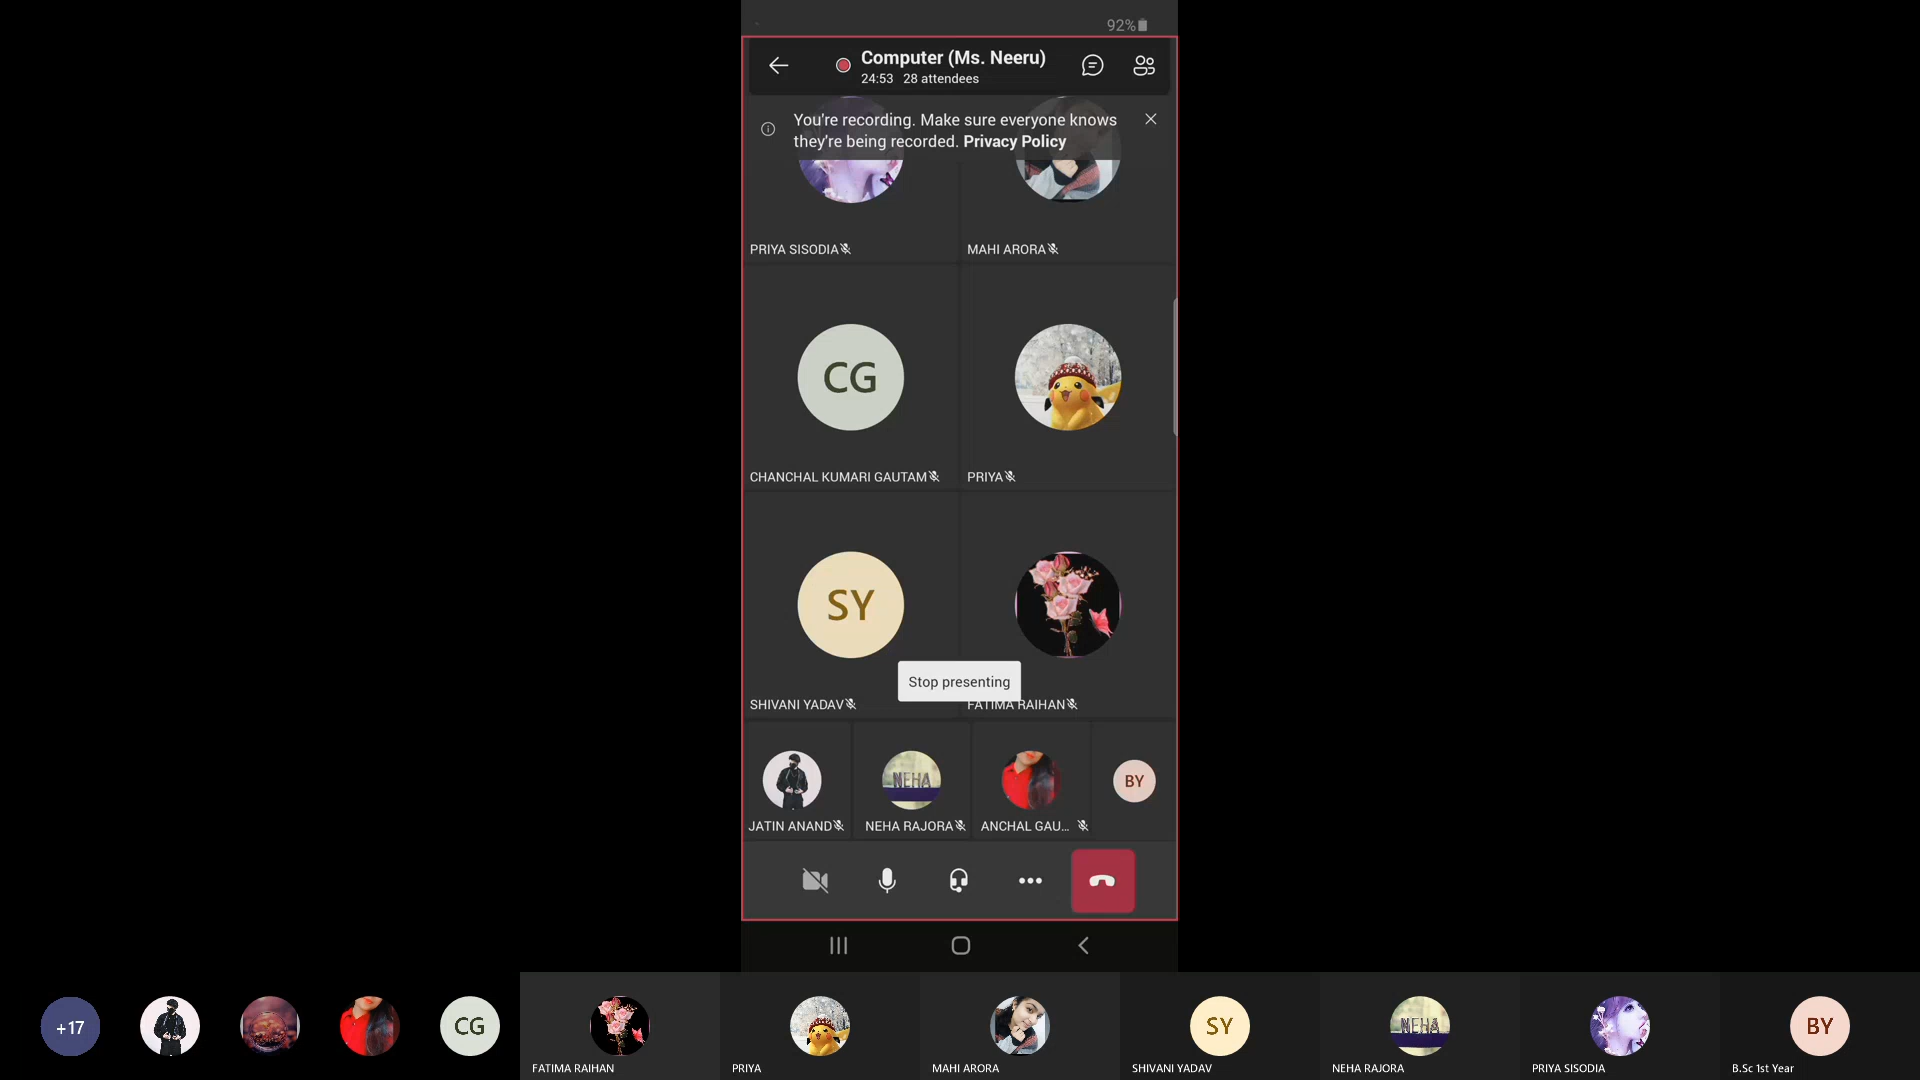 92%
Computer (Ms. Neeru)
24:53 28 attendees
You're recording. Make sure everyone knows
they're being recorded. Privacy Policy
PRIYA SISODIA
MAHI ARORA
CG
CHANCHAL KUMARI GAUTAM
PRIYA
SY
SHIVANI YADAV
FATIMA RAIHAN
Stop presenting
NEHA
BY
JATIN ANAND
NEHA RAJORA
ANCHAL GAU...
+17
CG
SY
NEHA
BY
FATIMA RAIHAN
PRIYA
MAHI ARORA
SHIVANI YADAV
NEHA RAJORA
PRIYA SISODIA
B.Sc 1st Year